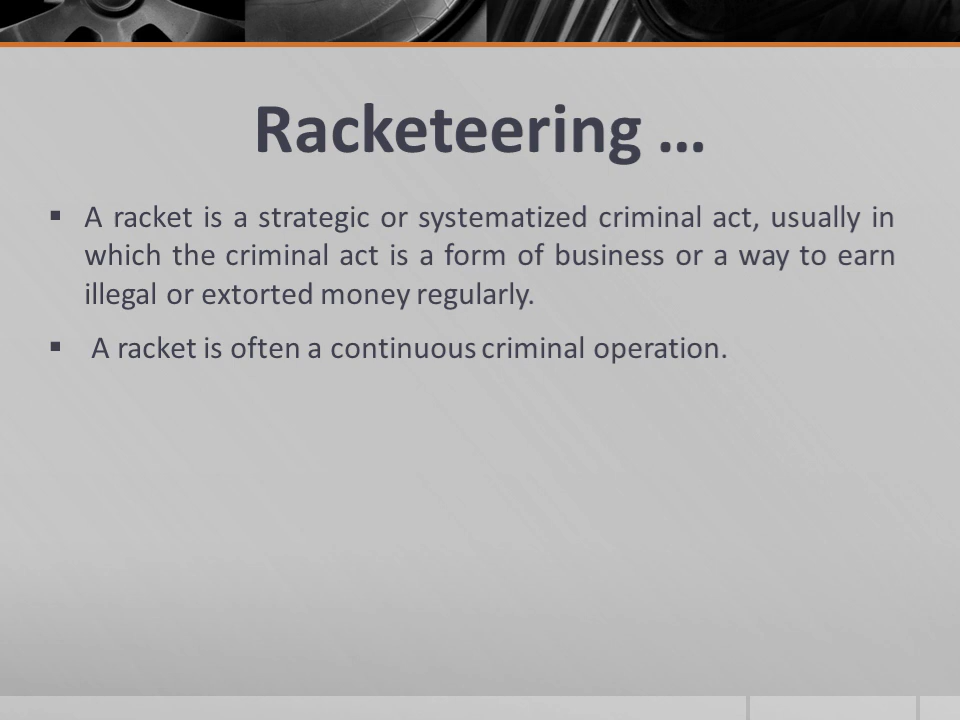 Racketeering …
▪ A racket is a strategic or systematized criminal act, usually in
which the criminal act is a form of business or a way to earn
illegal or extorted money regularly.
▪ A racket is often a continuous criminal operation.